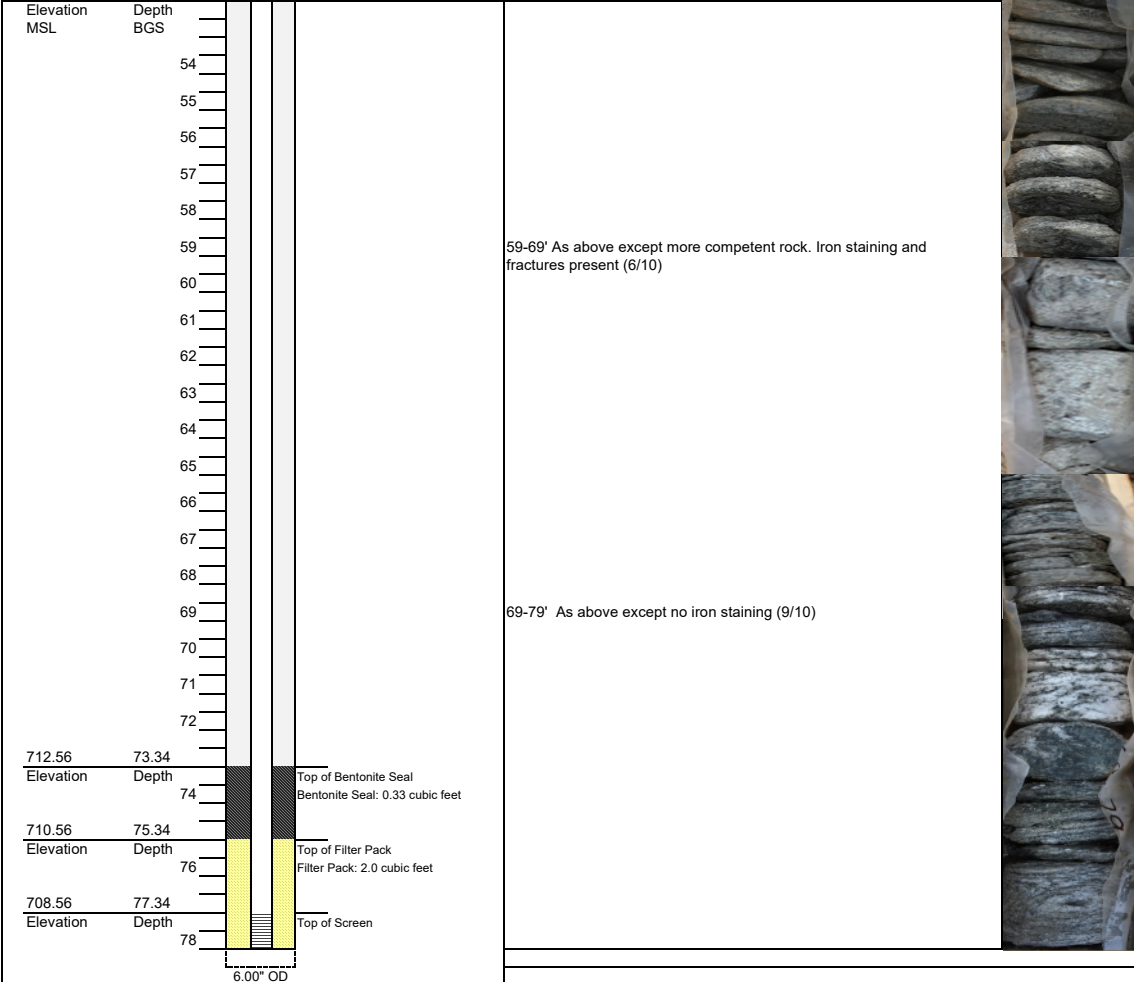 Elevation Depth
MSL BGS
54
55
56
57
58
59 59-69' As above except more competent rock. Iron staining and
fractures present (6/10)
60
61
62
63
64
65
66
67
68
69 69-79' As above except no iron staining (9/10)
70
71
72
712.56 73.34
Elevation Depth Top of Bentonite Seal
74 Bentonite Seal: 0.33 cubic feet
710.56 75.34
Elevation Depth Top of Filter Pack
76 Filter Pack: 2.0 cubic feet
708.56 77.34
Elevation Depth Top of Screen
78
6.00" OD